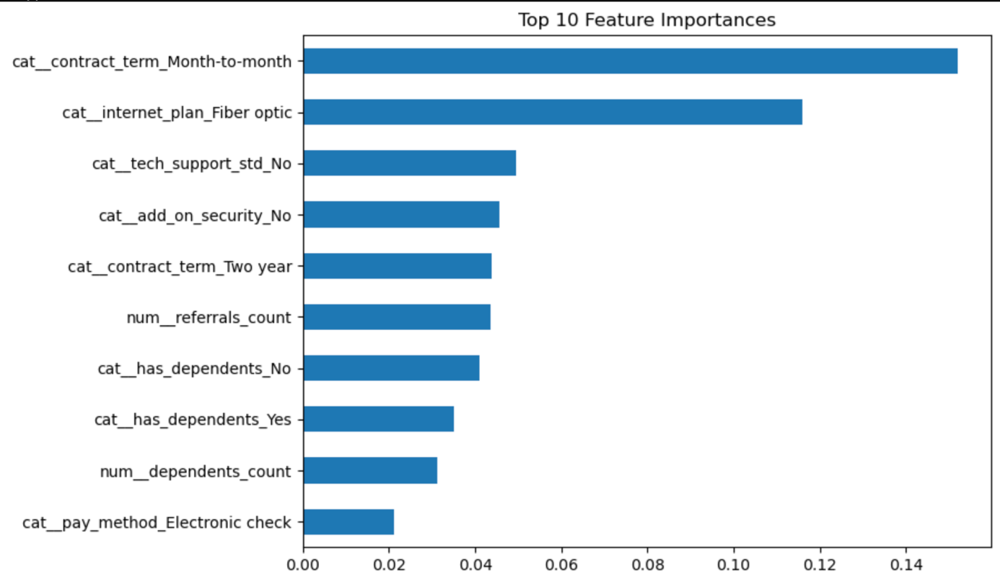 Top 10 Feature Importances
cat__contract_term_Month-to-month
cat__internet_plan_Fiber optic
cat__tech_support_std_No
cat__add_on_security_No
cat__contract_term_Two year
num__referrals_count
cat__has_dependents_No
cat__has_dependents_Yes
num__dependents_count
cat__pay_method_Electronic check
0.00 0.02 0.04 0.06 0.08 0.10 0.12 0.14